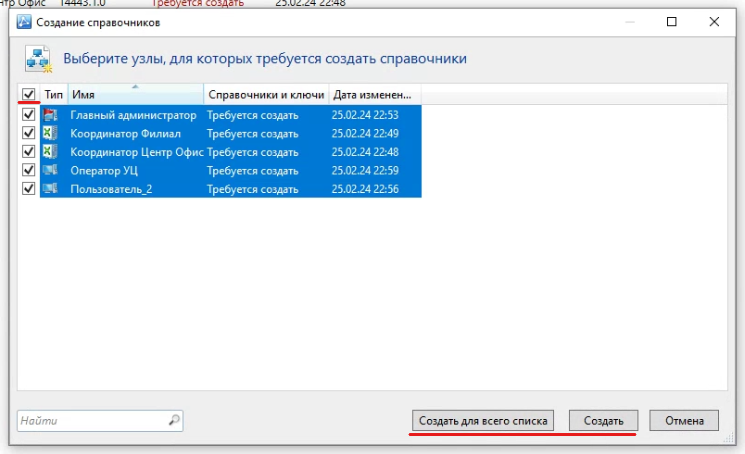 нтр Офис 14443.1.0 Требуется создать 25.02.24 22:48
Создание справочников
Выберите узлы, для которых требуется создать справочники
Тип Имя Справочники и ключи Дата изменен...
Главный администратор Требуется создать 25.02.24 22:53
Координатор Филиал Требуется создать 25.02.24 22:49
Координатор Центр Офис Требуется создать 25.02.24 22:48
Оператор УЦ Требуется создать 25.02.24 22:59
Пользователь_2 Требуется создать 25.02.24 22:56
Найти Создать для всего списка Создать Отмена